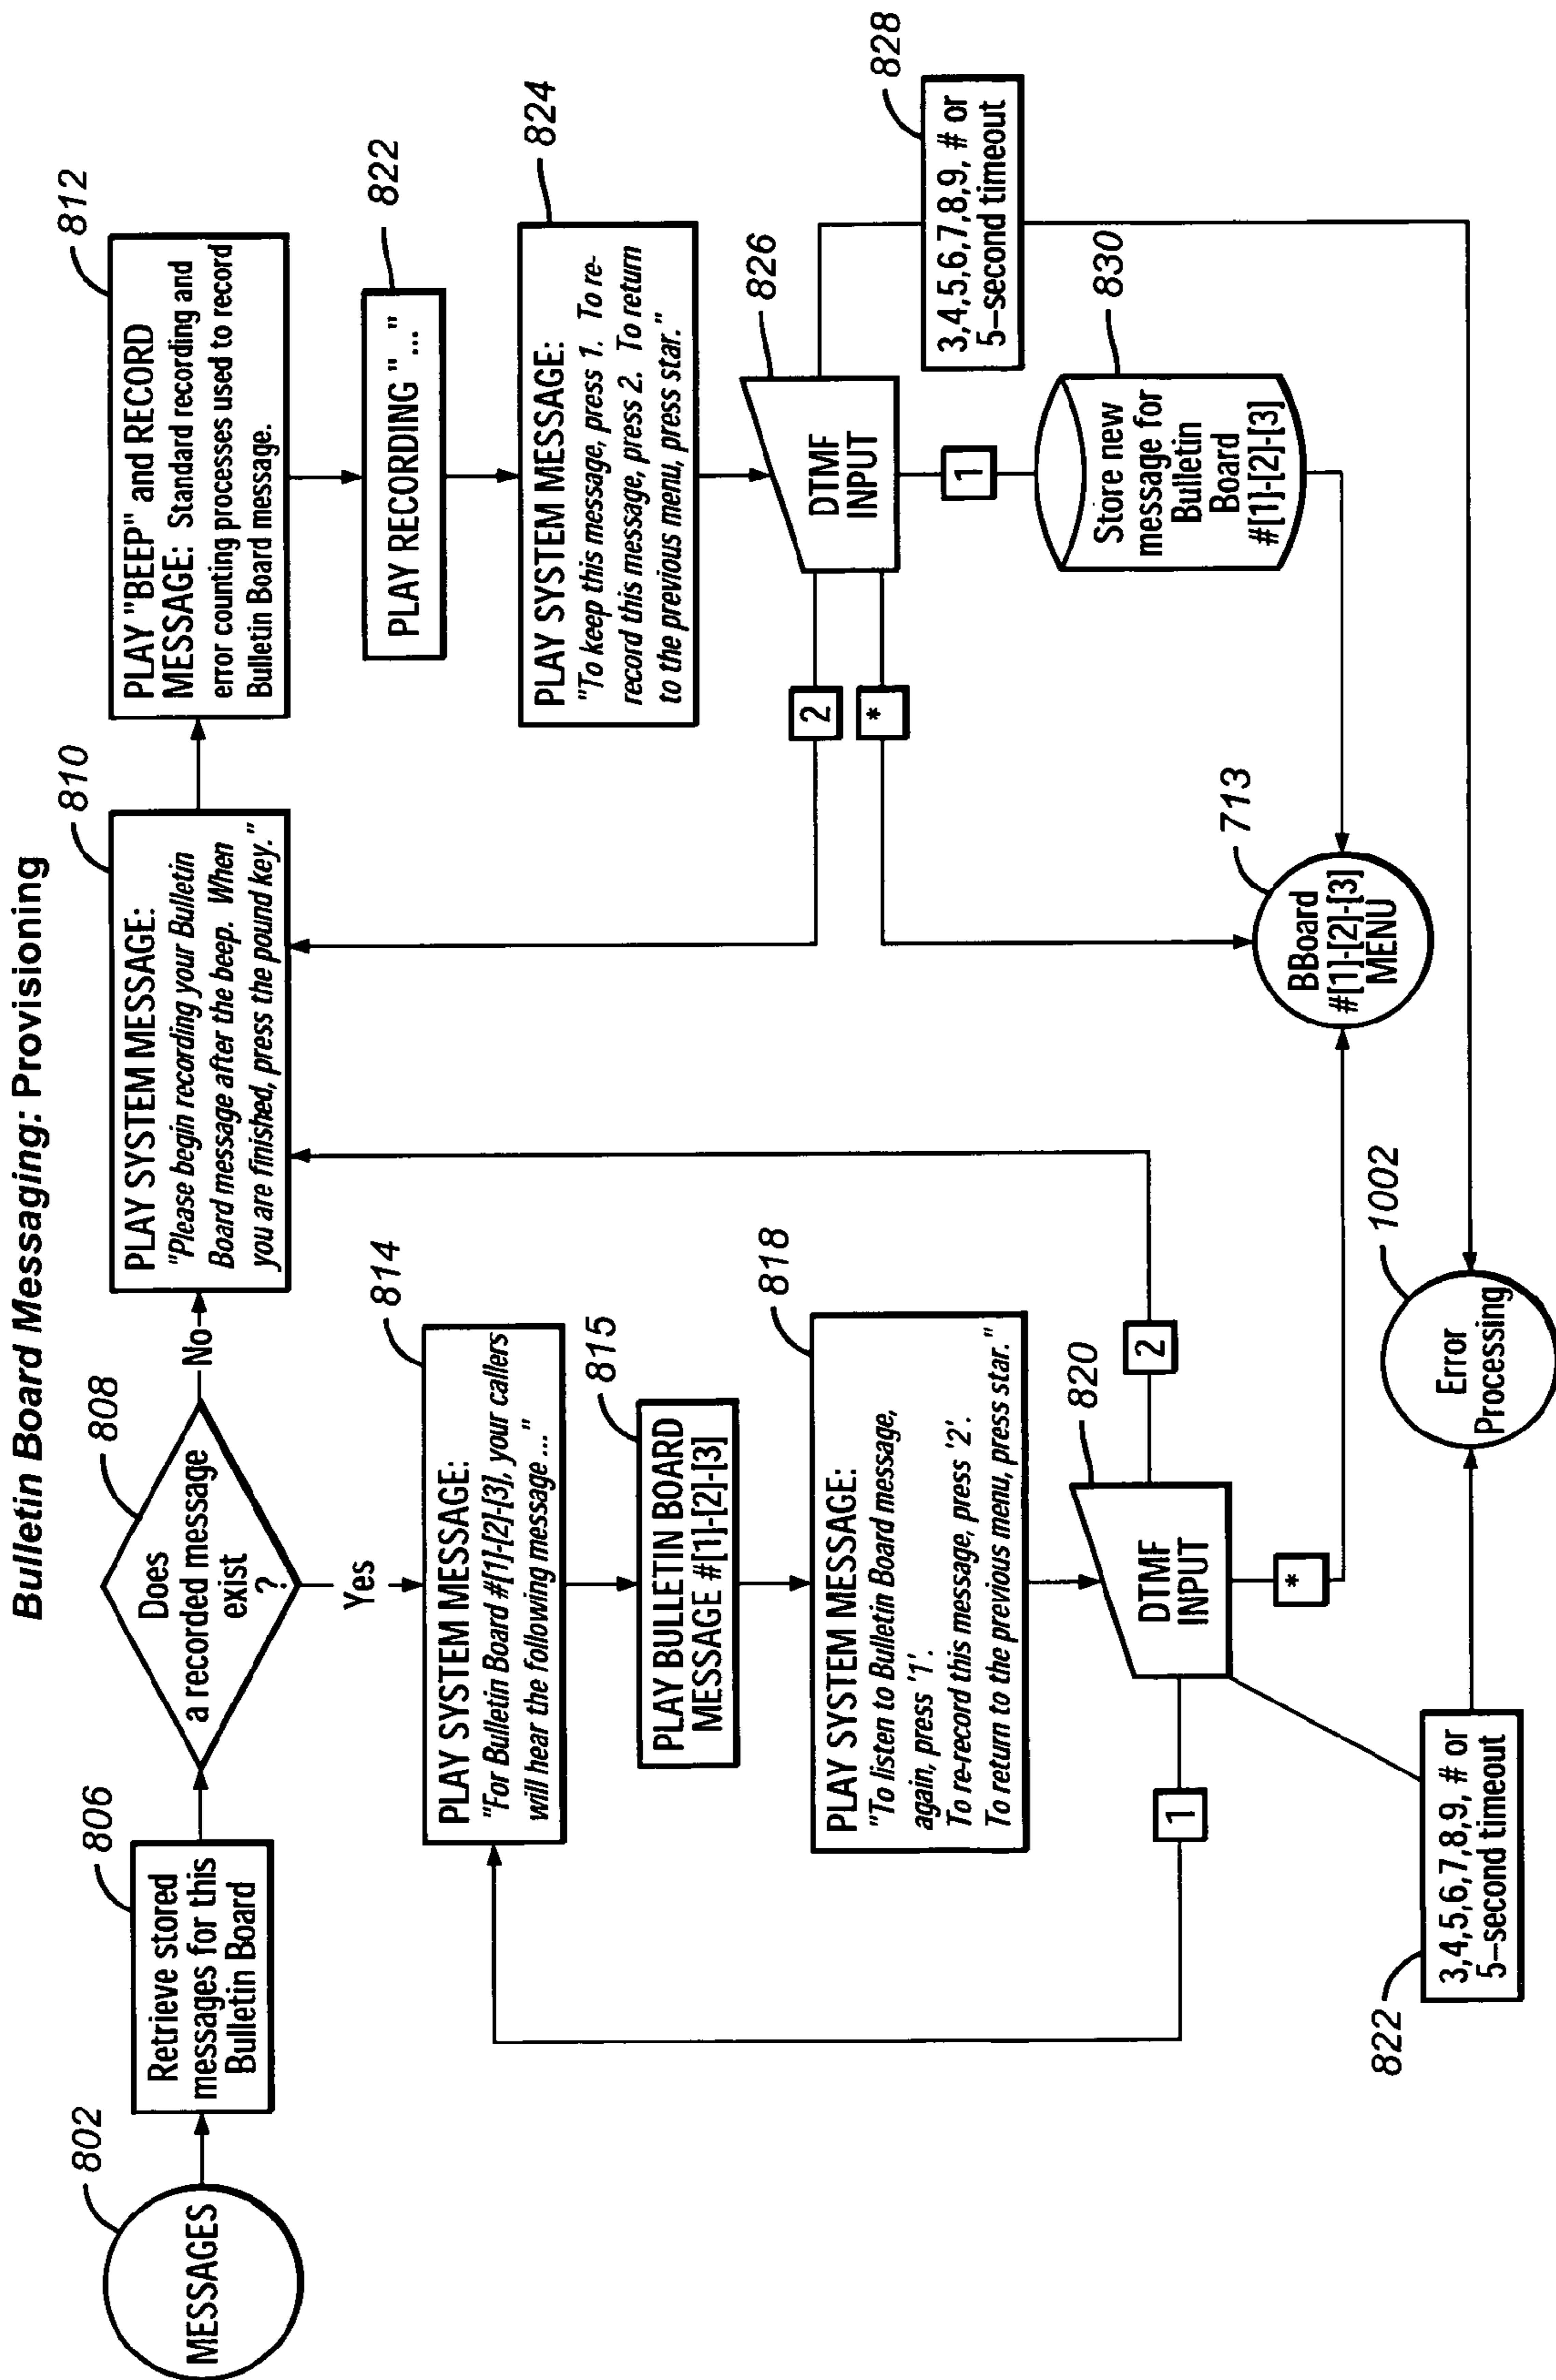 Bulletin Board Messaging: Provisioning
802
MESSAGES
806
Retrieve stored
messages for this
Bulletin Board
808
Does
a recorded message
exist
?
No
Yes
810
PLAY SYSTEM MESSAGE:
"Please begin recording your Bulletin
Board message after the beep. When
you are finished, press the pound key."
812
PLAY "BEEP" and RECORD
MESSAGE: Standard recording and
error counting processes used to record
Bulletin Board message.
814
PLAY SYSTEM MESSAGE:
"For Bulletin Board #[1]-[2]-[3], your callers
will hear the following message ..."
815
PLAY BULLETIN BOARD
MESSAGE #[1]-[2]-[3]
818
PLAY SYSTEM MESSAGE:
"To listen to Bulletin Board message,
again, press '1'.
To re-record this message, press '2'.
To return to the previous menu, press star."
820
DTMF
INPUT
1
2
*
822
3,4,5,6,7,8,9, # or
5-second timeout
822
PLAY RECORDING "..."
824
PLAY SYSTEM MESSAGE:
"To keep this message, press 1. To re-
record this message, press 2. To return
to the previous menu, press star."
826
DTMF
INPUT
2
*
1
828
3,4,5,6,7,8,9, # or
5-second timeout
830
Store new
message for
Bulletin
Board
#[1]-[2]-[3]
713
BBoard
#[1]-[2]-[3]
MENU
1002
Error
Processing